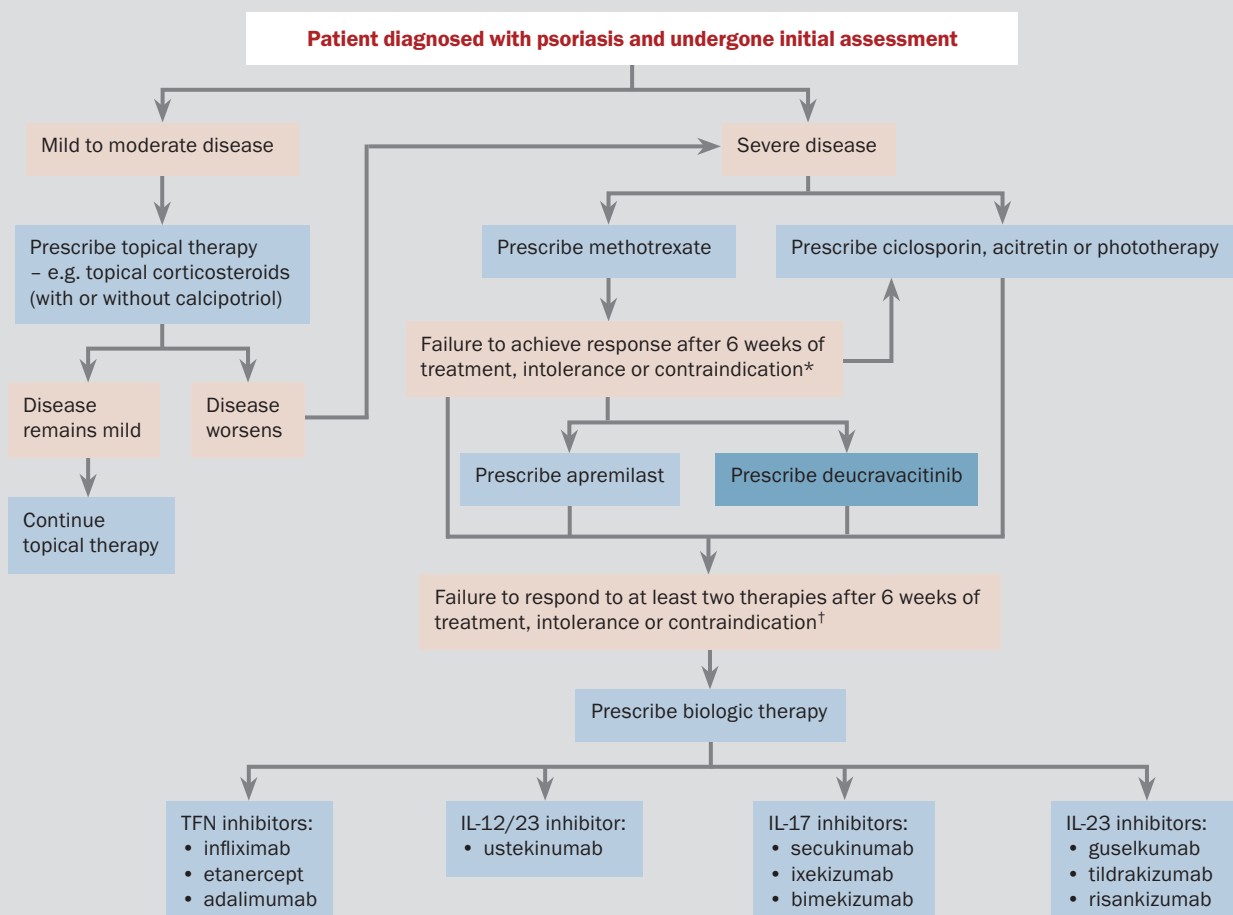 Patient diagnosed with psoriasis and undergone initial assessment
Mild to moderate disease
Severe disease
Prescribe topical therapy
– e.g. topical corticosteroids
(with or without calcipotriol)
Prescribe methotrexate
Prescribe ciclosporin, acitretin or phototherapy
Failure to achieve response after 6 weeks of
treatment, intolerance or contraindication*
Disease
remains mild
Disease
worsens
Prescribe apremilast
Prescribe deucravacitinib
Continue
topical therapy
Failure to respond to at least two therapies after 6 weeks of
treatment, intolerance or contraindication†
Prescribe biologic therapy
TFN inhibitors:
• infliximab
• etanercept
• adalimumab
IL-12/23 inhibitor:
• ustekinumab
IL-17 inhibitors:
• secukinumab
• ixekizumab
• bimekizumab
IL-23 inhibitors:
• guselkumab
• tildrakizumab
• risankizumab